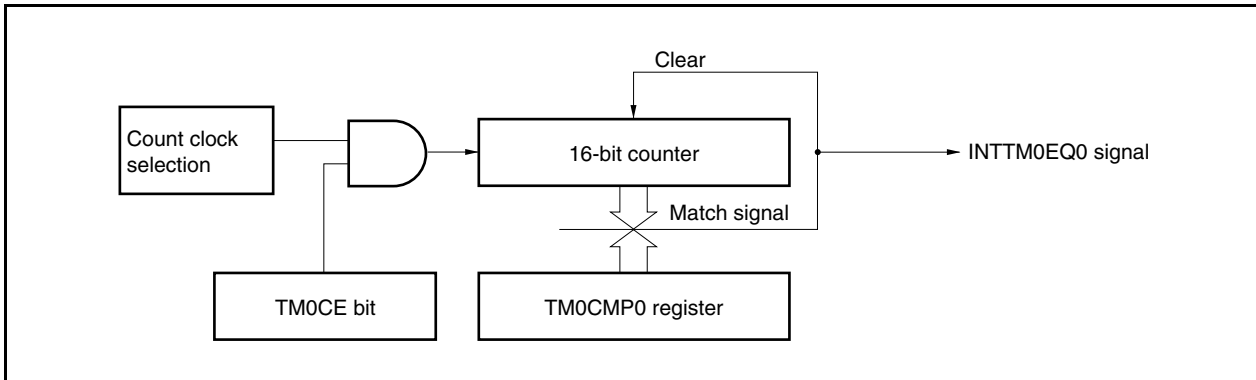 Clear
Count clock
selection
16-bit counter
INTTM0EQ0 signal
Match signal
TM0CE bit
TM0CMP0 register